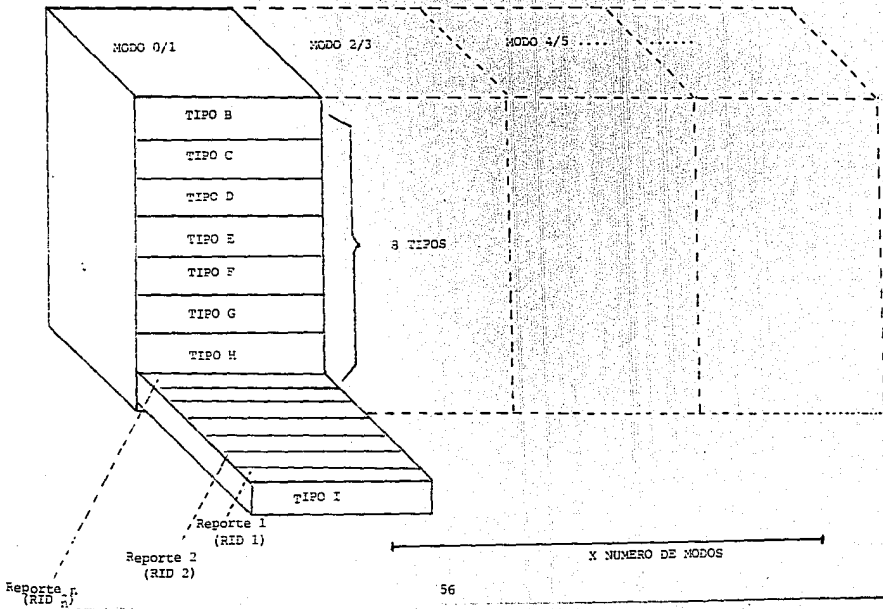 MODO 0/1
MODO 2/3
MODO 4/5 ..... ........
TIPO B
TIPO C
TIPO D
TIPO E
TIPO F
TIPO G
TIPO H
8 TIPOS
TIPO I
Reporte 1
(RID 1)
Reporte 2
(RID 2)
Reporte n
(RID n)
X NUMERO DE MODOS
56